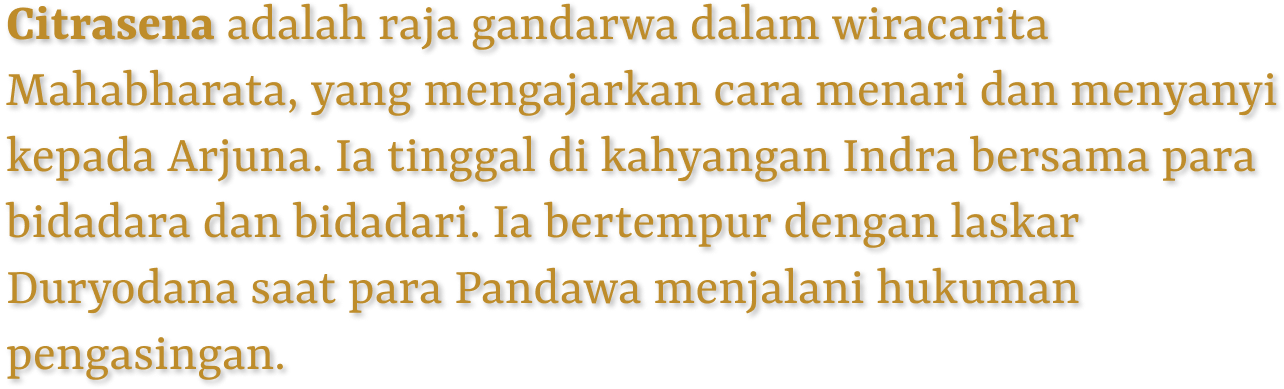 Citrasena adalah raja gandarwa dalam wiracarita
Mahabharata, yang mengajarkan cara menari dan menyanyi
kepada Arjuna. Ia tinggal di kahyangan Indra bersama para
bidadara dan bidadari. Ia bertempur dengan laskar
Duryodana saat para Pandawa menjalani hukuman
pengasingan.